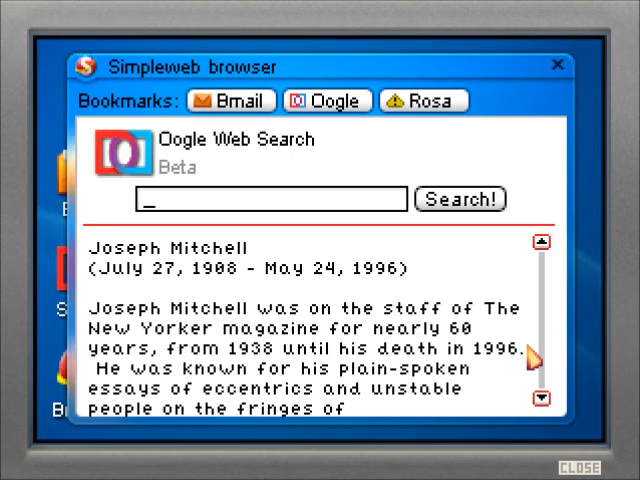 Simpleweb browser
Bookmarks: Bmail Oogle Rosa
Oogle Web Search
Beta
_ Search!
Joseph Mitchell
(July 27, 1908 - May 24, 1996)
Joseph Mitchell was on the staff of The
New Yorker magazine for nearly 60
years, from 1938 until his death in 1996.
He was known for his plain-spoken
essays of eccentrics and unstable
people on the fringes of
CLOSE